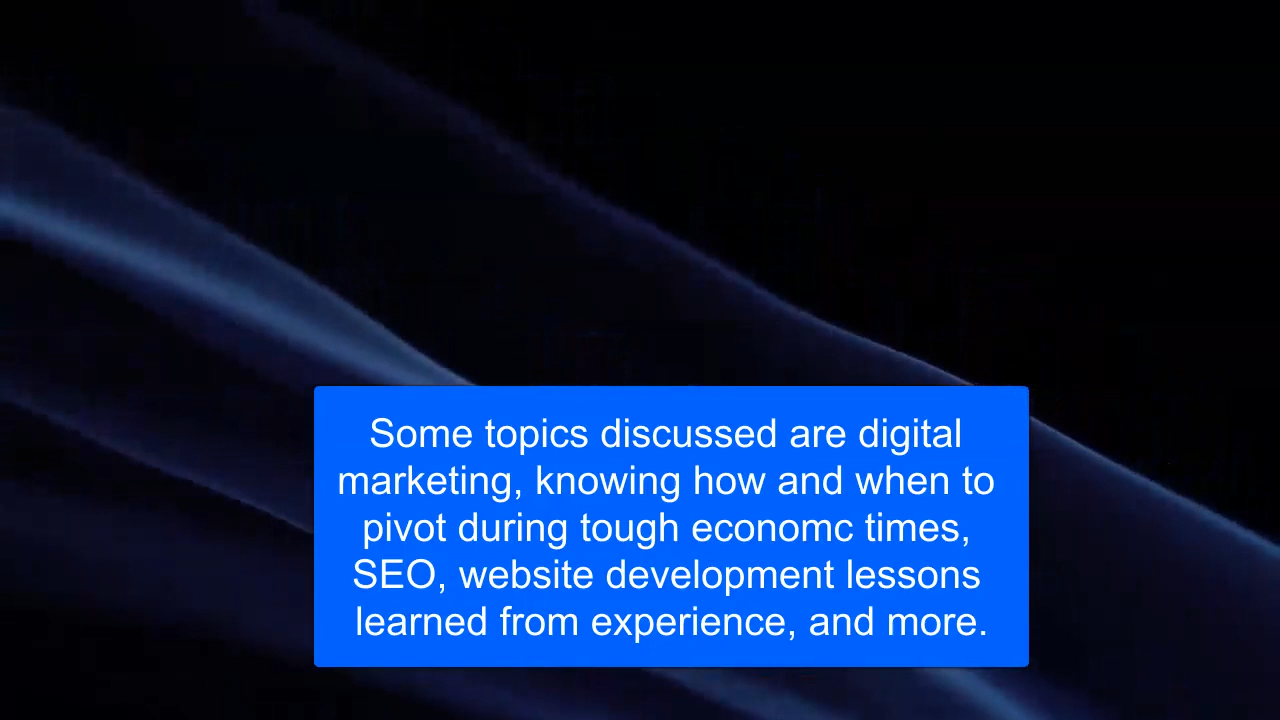 Some topics discussed are digital
marketing, knowing how and when to
pivot during tough economc times,
SEO, website development lessons
learned from experience, and more.